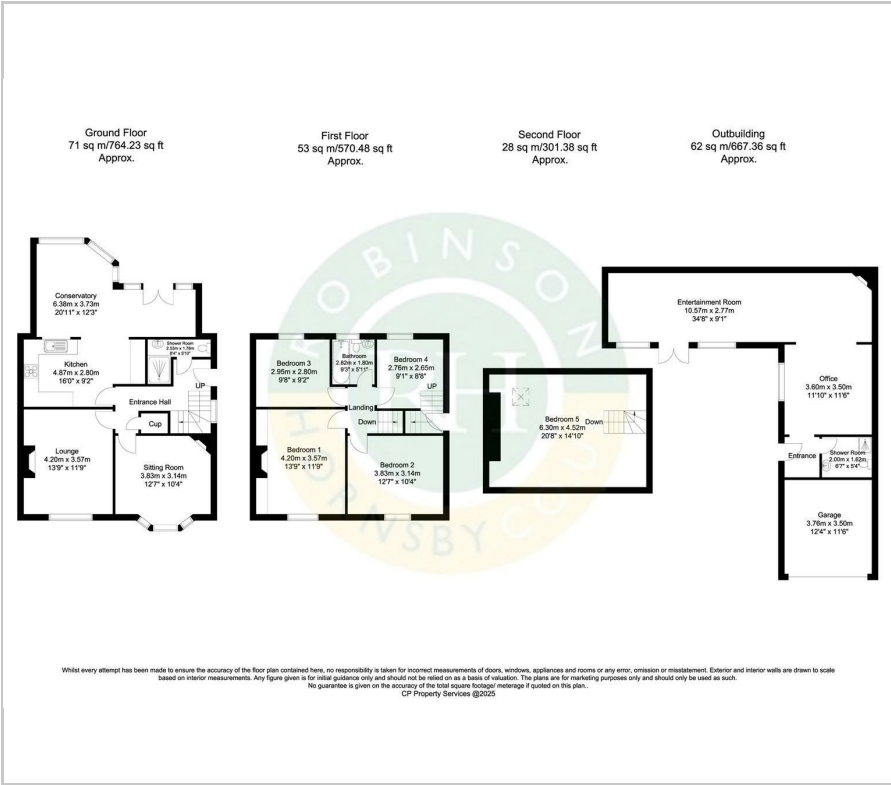 Ground Floor
71 sq m/764.23 sq ft
Approx.
First Floor
53 sq m/570.48 sq ft
Approx.
Second Floor
28 sq m/301.38 sq ft
Approx.
Outbuilding
62 sq m/667.36 sq ft
Approx.
Conservatory
6.38m x 3.73m
20'11" x 12'3"
Kitchen
4.87m x 2.80m
16'0" x 9'2"
Shower Room
2.53m x 1.78m
8'4" x 5'10"
UP
Entrance Hall
Cup
Lounge
4.20m x 3.57m
13'9" x 11'9"
Sitting Room
3.83m x 3.14m
12'7" x 10'4"
Bedroom 3
2.95m x 2.80m
9'8" x 9'2"
Bathroom
2.82m x 1.80m
9'3" x 5'11"
Bedroom 4
2.76m x 2.65m
9'1" x 8'8"
UP
Landing
Down
Bedroom 1
4.20m x 3.57m
13'9" x 11'9"
Bedroom 2
3.83m x 3.14m
12'7" x 10'4"
Bedroom 5
6.30m x 4.52m
20'8" x 14'10"
Down
Entertainment Room
10.57m x 2.77m
34'8" x 9'1"
Office
3.60m x 3.50m
11'10" x 11'6"
Entrance
Shower Room
2.00m x 1.62m
6'7" x 5'4"
Garage
3.76m x 3.50m
12'4" x 11'6"
ROBINSON
RH
HORNSBY CO
Whilst every attempt has been made to ensure the accuracy of the floor plan contained here, no responsibility is taken for incorrect measurements of doors, windows, appliances and rooms or any error, omission or misstatement. Exterior and interior walls are drawn to scale
based on interior measurements. Any figure given is for initial guidance only and should not be relied on as a basis of valuation. The plans are for marketing purposes only and should only be used as such.
No guarantee is given on the accuracy of the total square footage/ meterage if quoted on this plan..
CP Property Services @2025